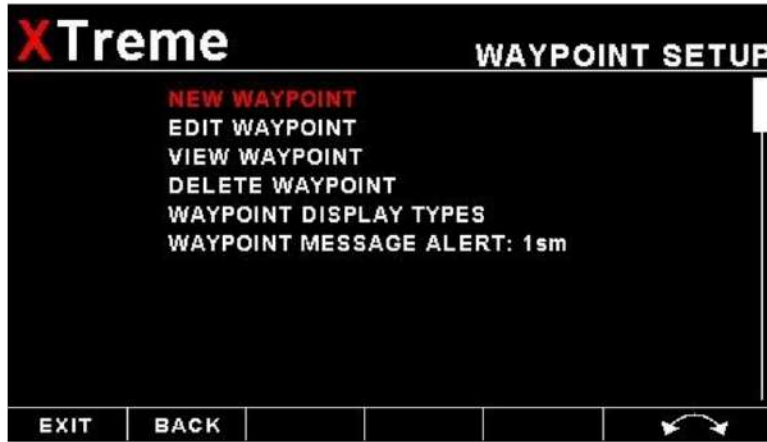 XTreme
WAYPOINT SETUP
NEW WAYPOINT
EDIT WAYPOINT
VIEW WAYPOINT
DELETE WAYPOINT
WAYPOINT DISPLAY TYPES
WAYPOINT MESSAGE ALERT: 1sm
EXIT BACK